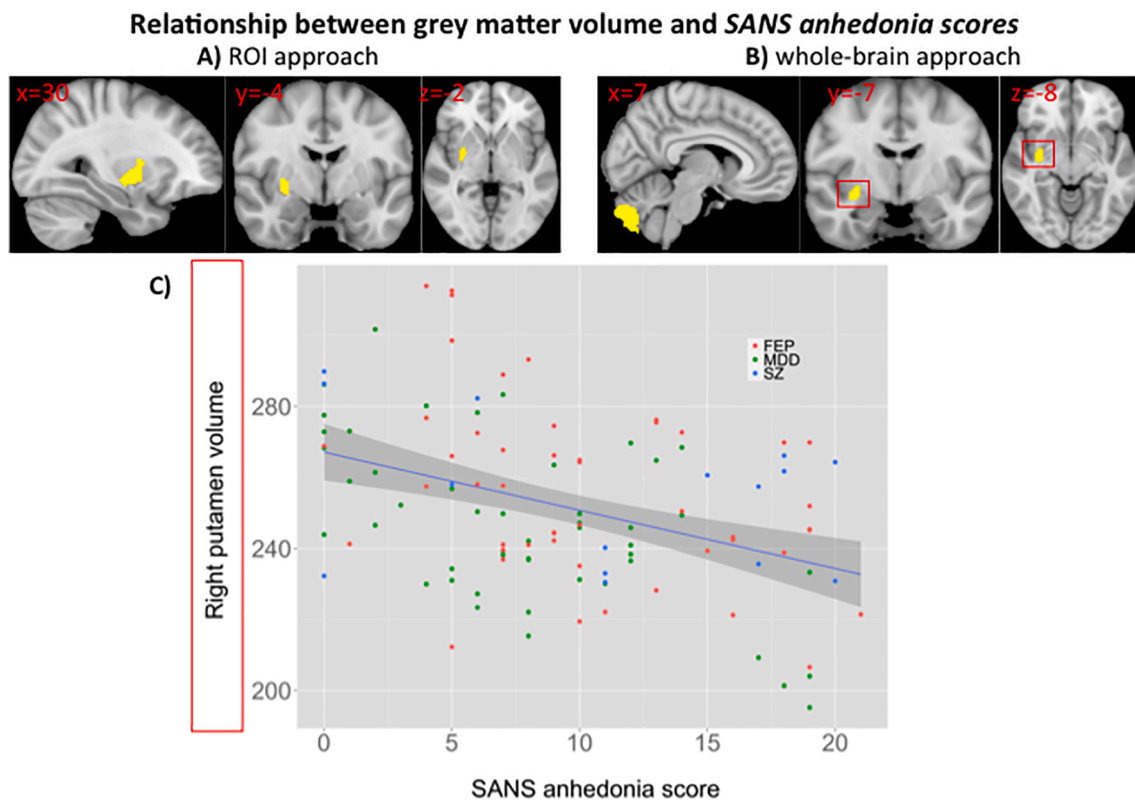 Relationship between grey matter volume and SANS anhedonia scores
A) ROI approach
B) whole-brain approach
x=30
y=-4
z=-2
x=7
y=-7
z=-8
C)
Right putamen volume
280
240
200
FEP
MDD
SZ
0
5
10
15
20
SANS anhedonia score